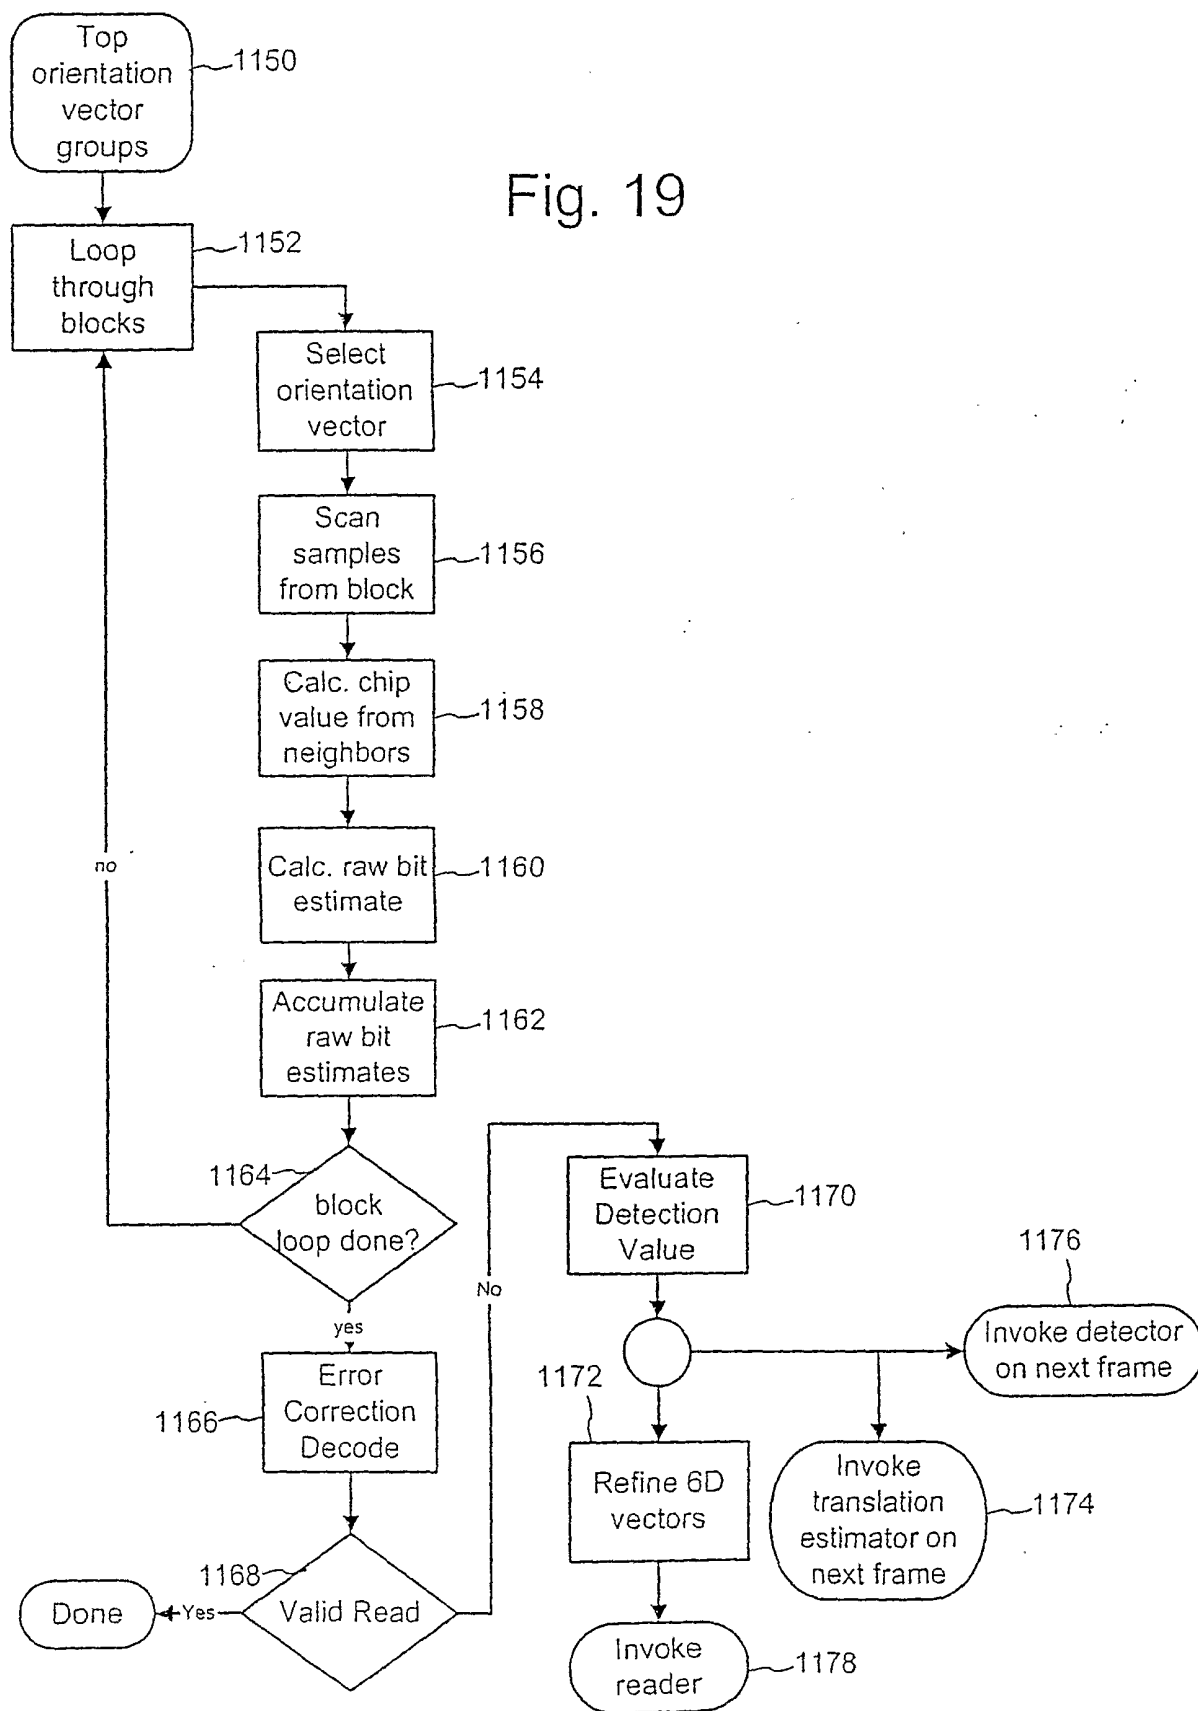 Top
orientation
vector
groups
1150
Fig. 19
Loop
through
blocks
1152
Select
orientation
vector
1154
Scan
samples
from block
1156
Calc. chip
value from
neighbors
1158
Calc. raw bit
estimate
1160
no
Accumulate
raw bit
estimates
1162
1164
block
loop done?
yes
Error
Correction
Decode
1166
1168
Valid Read
Yes
Done
No
Evaluate
Detection
Value
1170
1176
Invoke detector
on next frame
1172
Refine 6D
vectors
Invoke
translation
estimator on
next frame
1174
Invoke
reader
1178